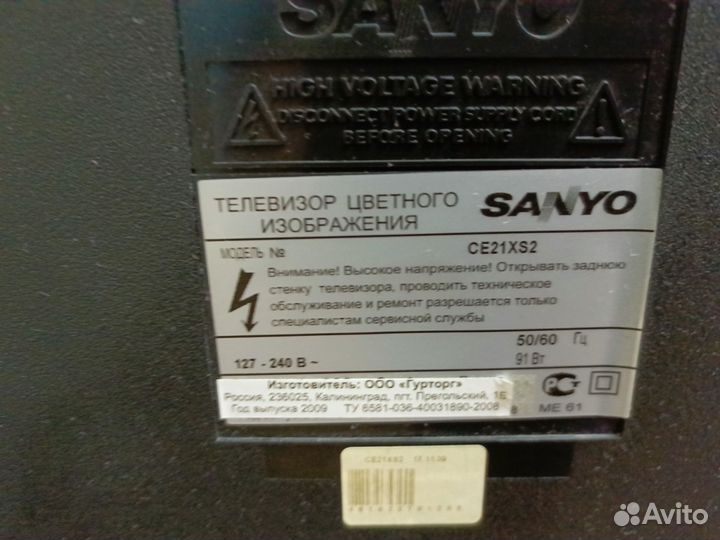 SANYO
HIGH VOLTAGE WARNING
DISCONNECT POWER SUPPLY CORD
BEFORE OPENING
ТЕЛЕВИЗОР ЦВЕТНОГО ИЗОБРАЖЕНИЯ
SANYO
МОДЕЛЬ № CE21XS2
Внимание! Высокое напряжение! Открывать заднюю
стенку телевизора, проводить техническое
обслуживание и ремонт разрешается только
специалистам сервисной службы
50/60 Гц
127 - 240 В ~ 91 Вт
Изготовитель: ООО «Гурторг»
Россия, 236025, Калининград, пгт. Прегольский, 1Е
Год выпуска 2009 ТУ 6581-036-40031890-2008
МЕ 61
CE21XS2
Avito